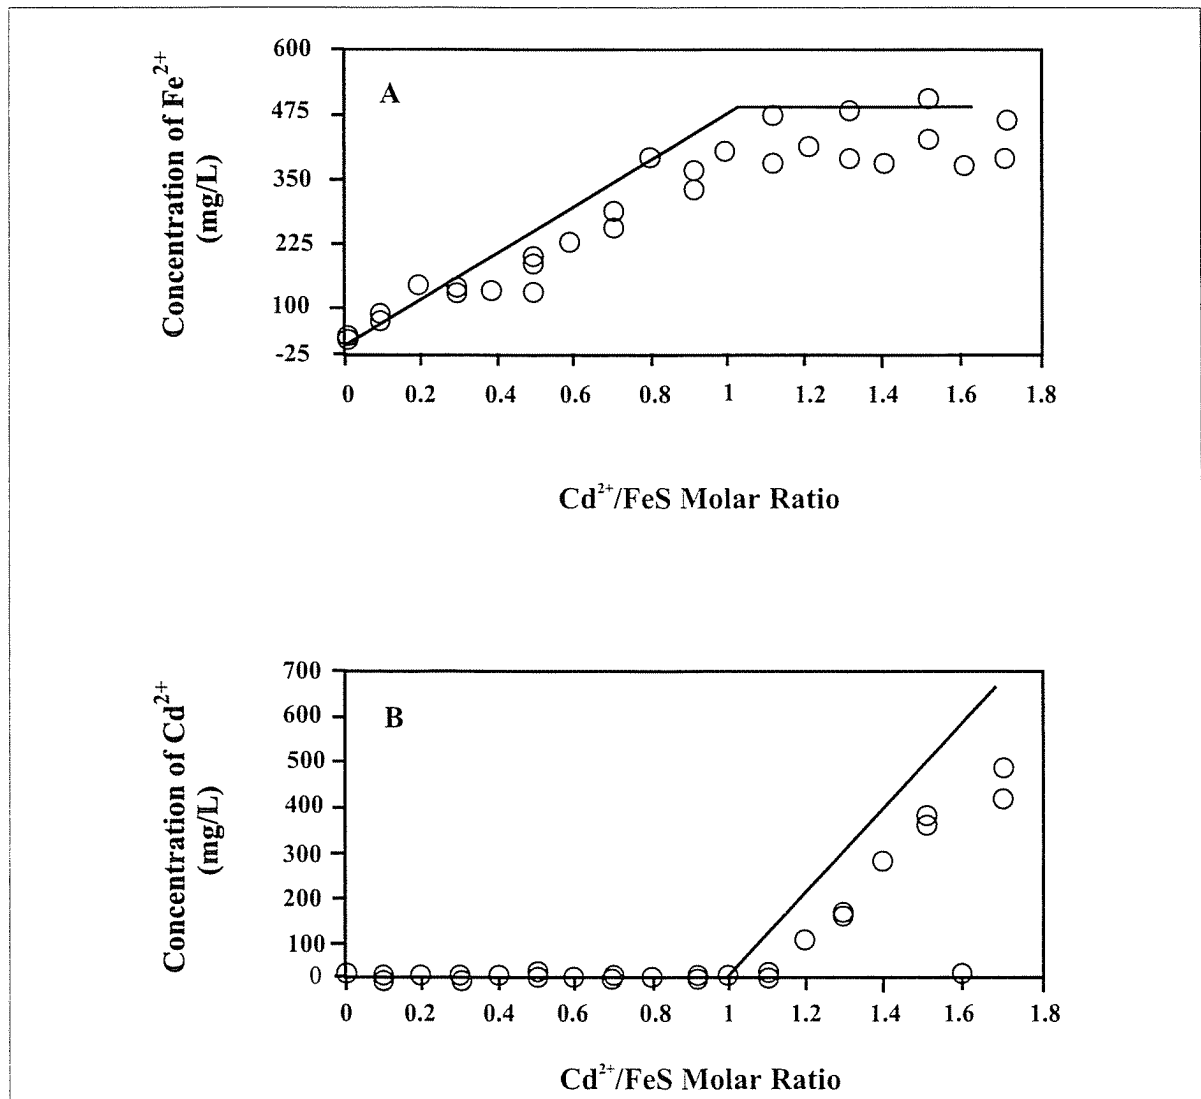 A
Concentration of Fe2+
(mg/L)
600
475
350
225
100
-25
0 0.2 0.4 0.6 0.8 1 1.2 1.4 1.6 1.8
Cd2+/FeS Molar Ratio
B
Concentration of Cd2+
(mg/L)
700
600
500
400
300
200
100
0
0 0.2 0.4 0.6 0.8 1 1.2 1.4 1.6 1.8
Cd2+/FeS Molar Ratio